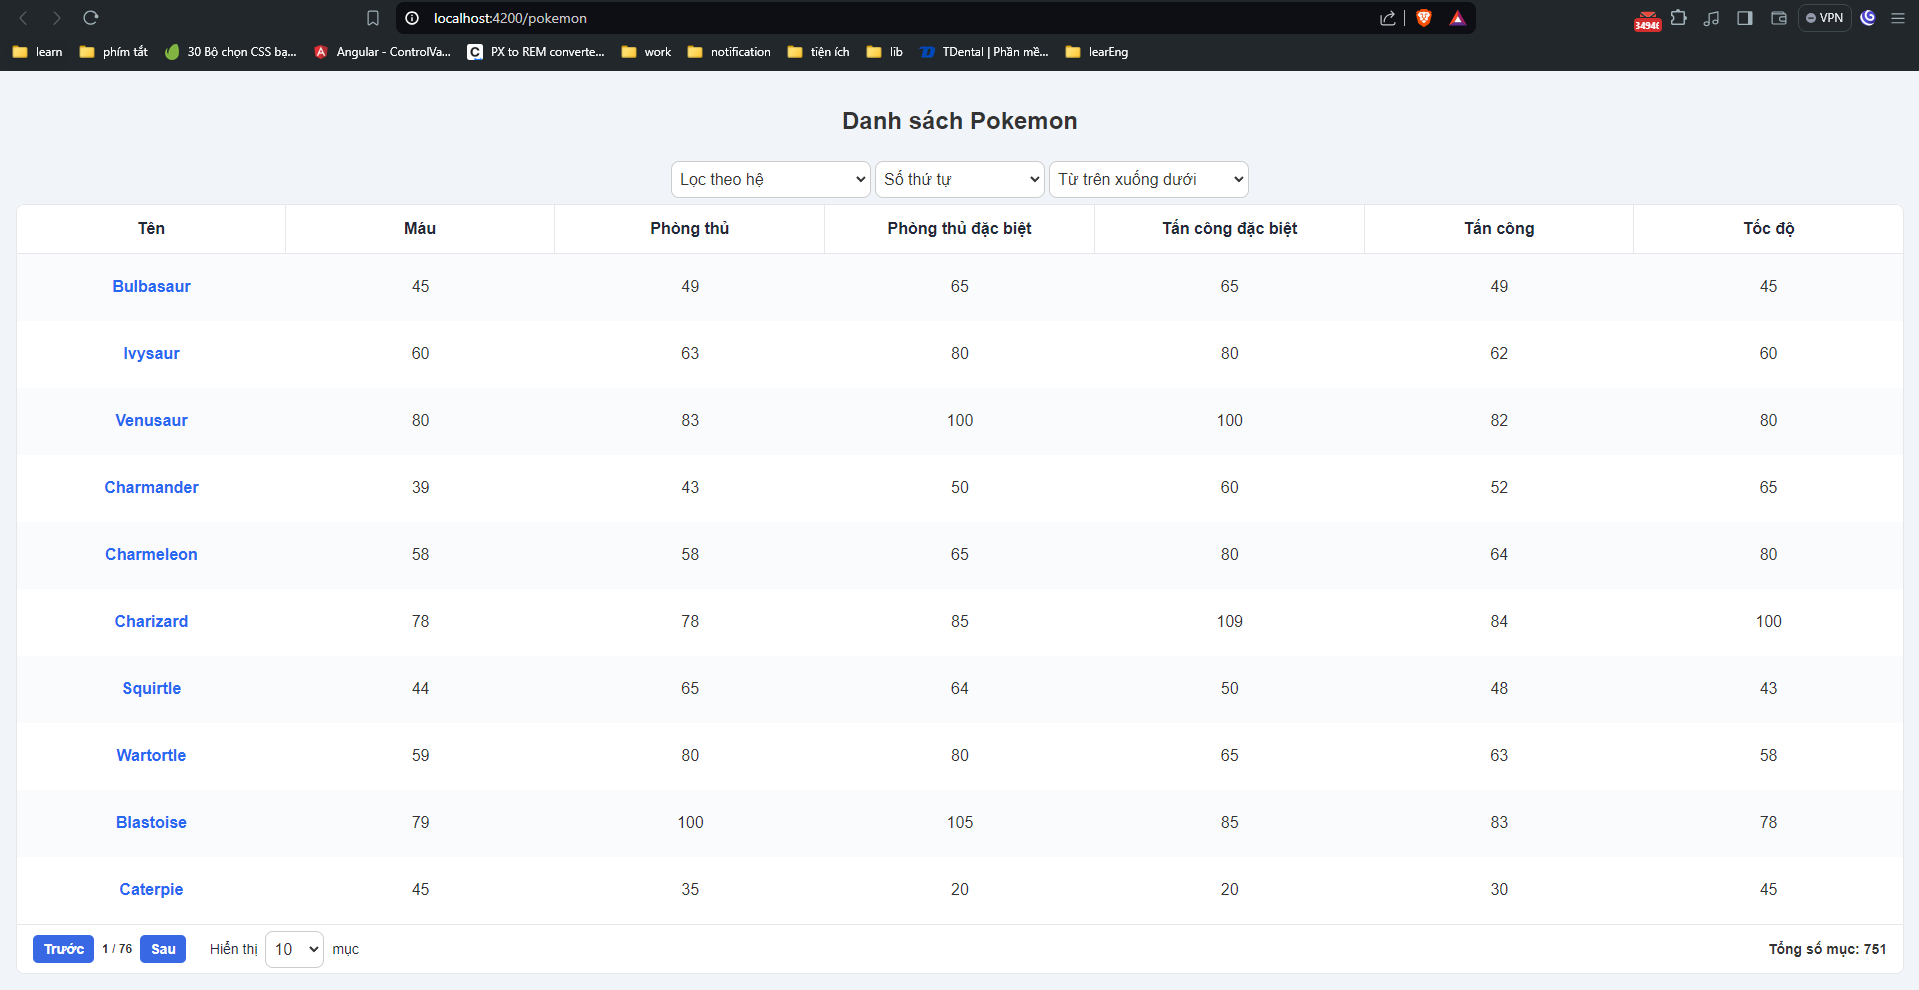 localhost:4200/pokemon
VPN
learn phím tắt 30 Bộ chọn CSS bạ... Angular - ControlVa... PX to REM converte... work notification tiện ích lib TDental | Phần mề... learEng
Danh sách Pokemon
Lọc theo hệ Số thứ tự Từ trên xuống dưới
Tên Máu Phòng thủ Phòng thủ đặc biệt Tấn công đặc biệt Tấn công Tốc độ
Bulbasaur 45 49 65 65 49 45
Ivysaur 60 63 80 80 62 60
Venusaur 80 83 100 100 82 80
Charmander 39 43 50 60 52 65
Charmeleon 58 58 65 80 64 80
Charizard 78 78 85 109 84 100
Squirtle 44 65 64 50 48 43
Wartortle 59 80 80 65 63 58
Blastoise 79 100 105 85 83 78
Caterpie 45 35 20 20 30 45
Trước 1 / 76 Sau Hiển thị 10 mục Tổng số mục: 751